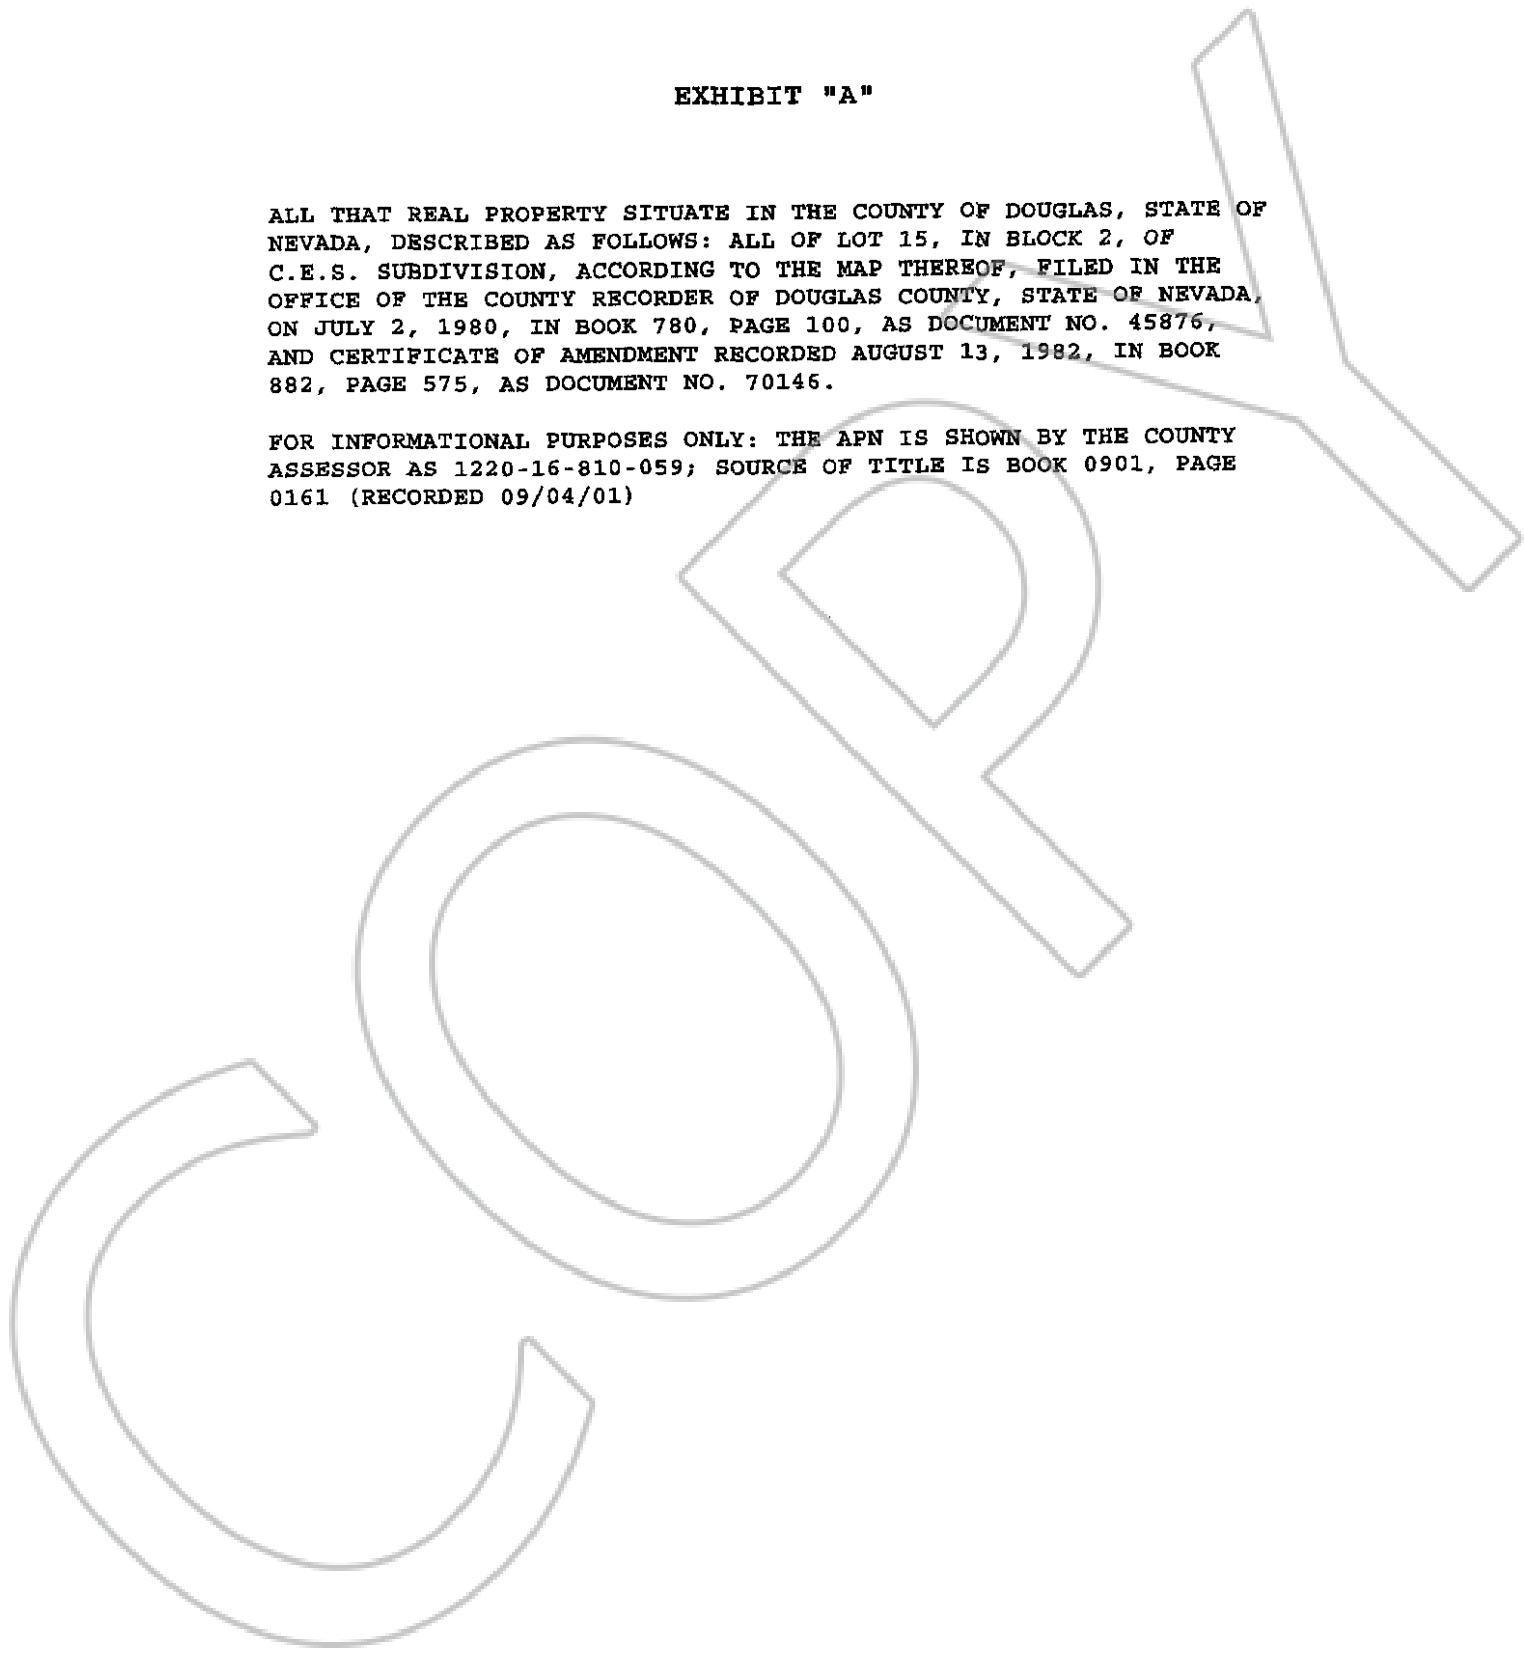 EXHIBIT "A"
ALL THAT REAL PROPERTY SITUATE IN THE COUNTY OF DOUGLAS, STATE OF
NEVADA, DESCRIBED AS FOLLOWS: ALL OF LOT 15, IN BLOCK 2, OF
C.E.S. SUBDIVISION, ACCORDING TO THE MAP THEREOF, FILED IN THE
OFFICE OF THE COUNTY RECORDER OF DOUGLAS COUNTY, STATE OF NEVADA,
ON JULY 2, 1980, IN BOOK 780, PAGE 100, AS DOCUMENT NO. 45876,
AND CERTIFICATE OF AMENDMENT RECORDED AUGUST 13, 1982, IN BOOK
882, PAGE 575, AS DOCUMENT NO. 70146.
FOR INFORMATIONAL PURPOSES ONLY: THE APN IS SHOWN BY THE COUNTY
ASSESSOR AS 1220-16-810-059; SOURCE OF TITLE IS BOOK 0901, PAGE
0161 (RECORDED 09/04/01)
COPY